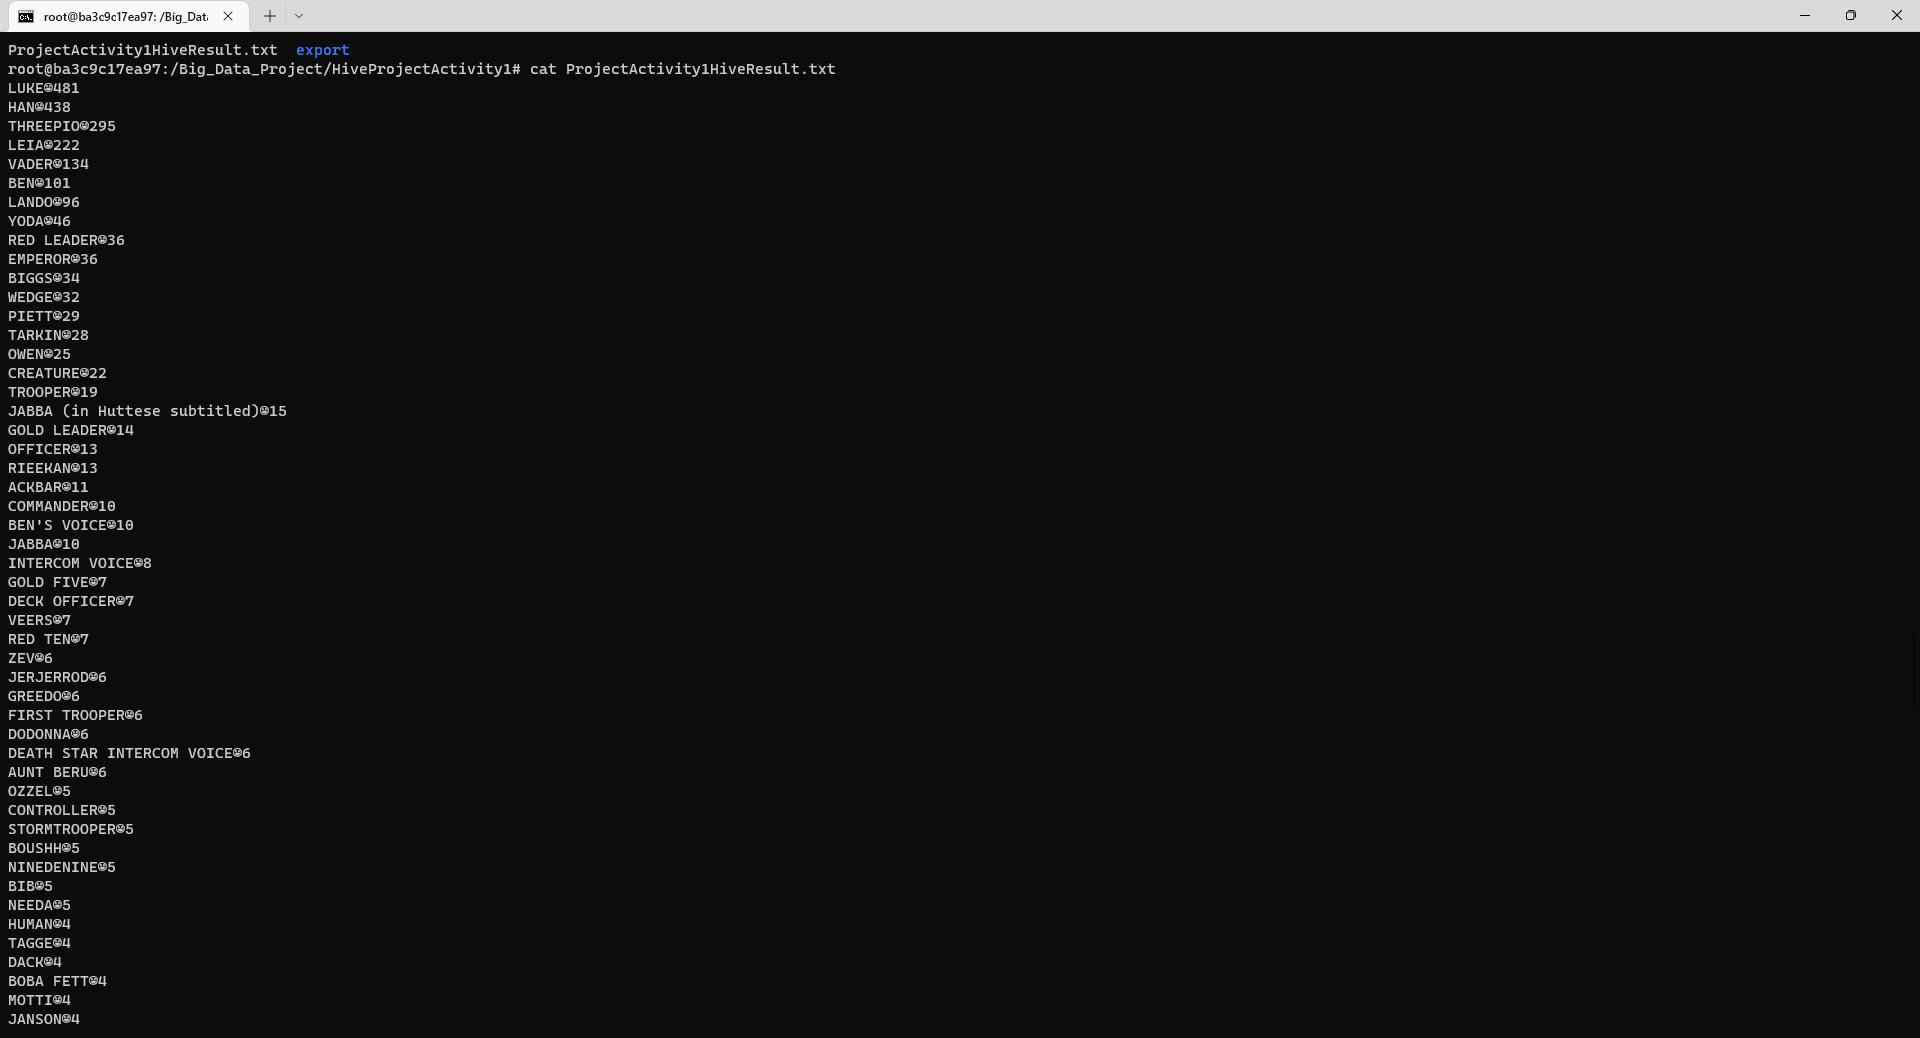 root@ba3c9c17ea97: /Big_Dat
ProjectActivity1HiveResult.txt  export
root@ba3c9c17ea97:/Big_Data_Project/HiveProjectActivity1# cat ProjectActivity1HiveResult.txt
LUKE☺481
HAN☺438
THREEPIO☺295
LEIA☺222
VADER☺134
BEN☺101
LANDO☺96
YODA☺46
RED LEADER☺36
EMPEROR☺36
BIGGS☺34
WEDGE☺32
PIETT☺29
TARKIN☺28
OWEN☺25
CREATURE☺22
TROOPER☺19
JABBA (in Huttese subtitled)☺15
GOLD LEADER☺14
OFFICER☺13
RIEEKAN☺13
ACKBAR☺11
COMMANDER☺10
BEN'S VOICE☺10
JABBA☺10
INTERCOM VOICE☺8
GOLD FIVE☺7
DECK OFFICER☺7
VEERS☺7
RED TEN☺7
ZEV☺6
JERJERROD☺6
GREEDO☺6
FIRST TROOPER☺6
DODONNA☺6
DEATH STAR INTERCOM VOICE☺6
AUNT BERU☺6
OZZEL☺5
CONTROLLER☺5
STORMTROOPER☺5
BOUSHH☺5
NINEDENINE☺5
BIB☺5
NEEDA☺5
HUMAN☺4
TAGGE☺4
DACK☺4
BOBA FETT☺4
MOTTI☺4
JANSON☺4